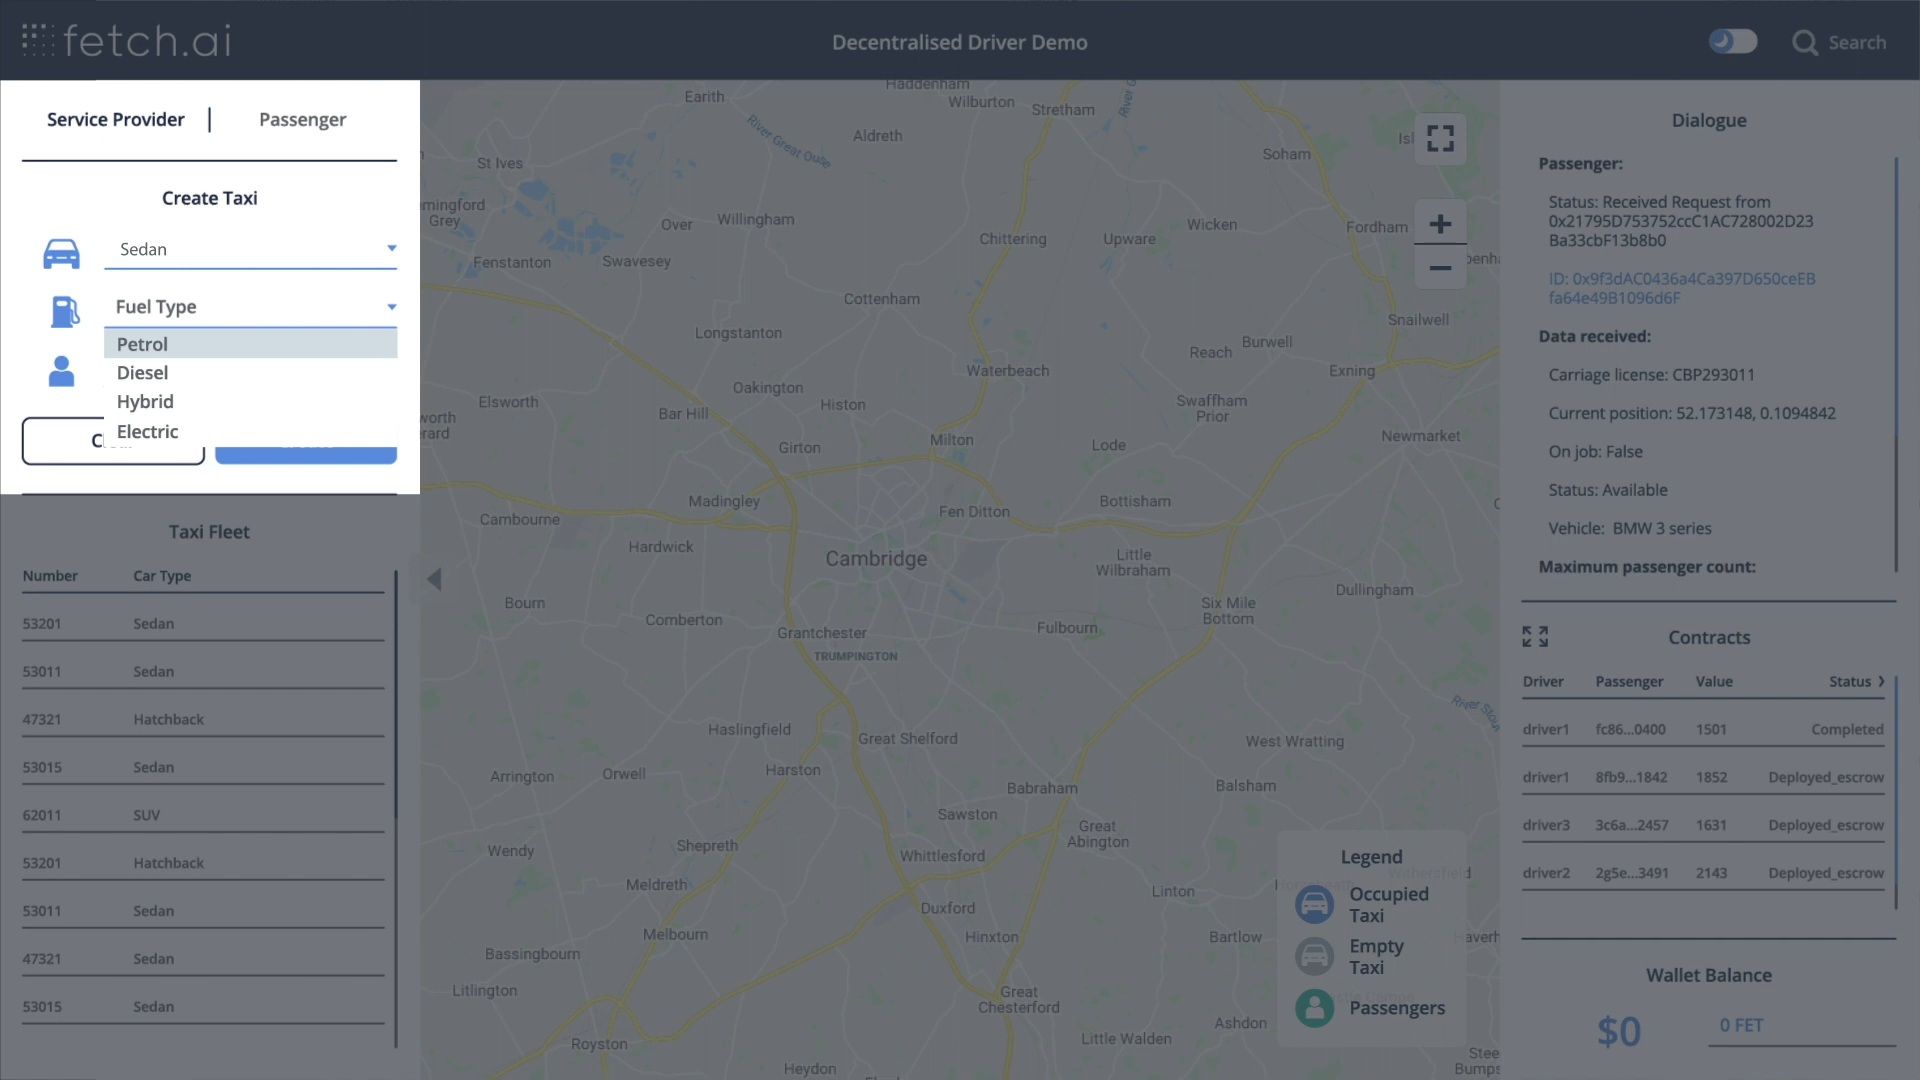 fetch.ai
Decentralised Driver Demo
Search
Service Provider
Passenger
Create Taxi
Sedan
Fuel Type
Petrol
Diesel
Hybrid
Electric
Taxi Fleet
Number Car Type
53201 Sedan
53011 Sedan
47321 Hatchback
53015 Sedan
62011 SUV
53201 Hatchback
53011 Sedan
47321 Sedan
53015 Sedan
Earith
Haddenham
Wilburton
Stretham
River Great Ouse
Aldreth
St Ives
Soham
Over
Willingham
Wicken
Fordham
Chittering
Upware
Fenstanton
Swavesey
Cottenham
Longstanton
Snailwell
Reach
Burwell
Waterbeach
Exning
Oakington
Elsworth
Bar Hill
Histon
Swaffham
Prior
Milton
Lode
Newmarket
Girton
Madingley
Fen Ditton
Bottisham
Cambourne
Hardwick
Cambridge
Little
Wilbraham
Dullingham
Bourn
Comberton
Six Mile
Bottom
Grantchester
Fulbourn
TRUMPINGTON
Haslingfield
Great Shelford
West Wratting
Arrington
Orwell
Harston
Babraham
Balsham
Sawston
Great
Abington
Wendy
Shepreth
Whittlesford
Meldreth
Linton
Duxford
Melbourn
Hinxton
Bartlow
Bassingbourn
Litlington
Great
Chesterford
Ashdon
Royston
Little Walden
Heydon
Legend
Occupied
Taxi
Empty
Taxi
Passengers
Dialogue
Passenger:
Status: Received Request from
0x21795D753752ccC1AC728002D23
Ba33cbF13b8b0
ID: 0x9f3dAC0436a4Ca397D650ceEB
fa64e49B1096d6F
Data received:
Carriage license: CBP293011
Current position: 52.173148, 0.1094842
On job: False
Status: Available
Vehicle: BMW 3 series
Maximum passenger count:
Contracts
Driver Passenger Value Status
driver1 fc86...0400 1501 Completed
driver1 8fb9...1842 1852 Deployed_escrow
driver3 3c6a...2457 1631 Deployed_escrow
driver2 2g5e...3491 2143 Deployed_escrow
Wallet Balance
$0
0 FET